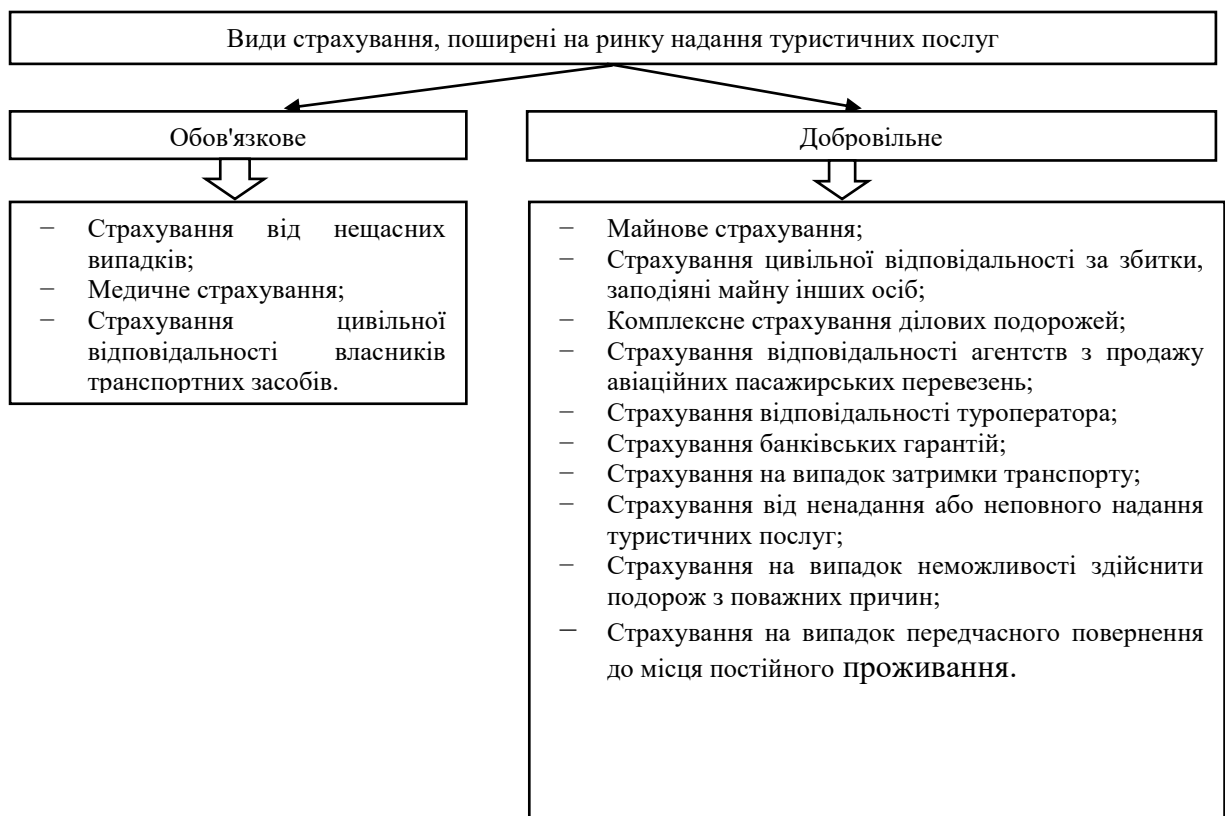 Види страхування, поширені на ринку надання туристичних послуг
Обов'язкове
– Страхування від нещасних
випадків;
– Медичне страхування;
– Страхування цивільної
відповідальності власників
транспортних засобів.
Добровільне
– Майнове страхування;
– Страхування цивільної відповідальності за збитки,
заподіяні майну інших осіб;
– Комплексне страхування ділових подорожей;
– Страхування відповідальності агентств з продажу
авіаційних пасажирських перевезень;
– Страхування відповідальності туроператора;
– Страхування банківських гарантій;
– Страхування на випадок затримки транспорту;
– Страхування від ненадання або неповного надання
туристичних послуг;
– Страхування на випадок неможливості здійснити
подорож з поважних причин;
– Страхування на випадок передчасного повернення
до місця постійного проживання.